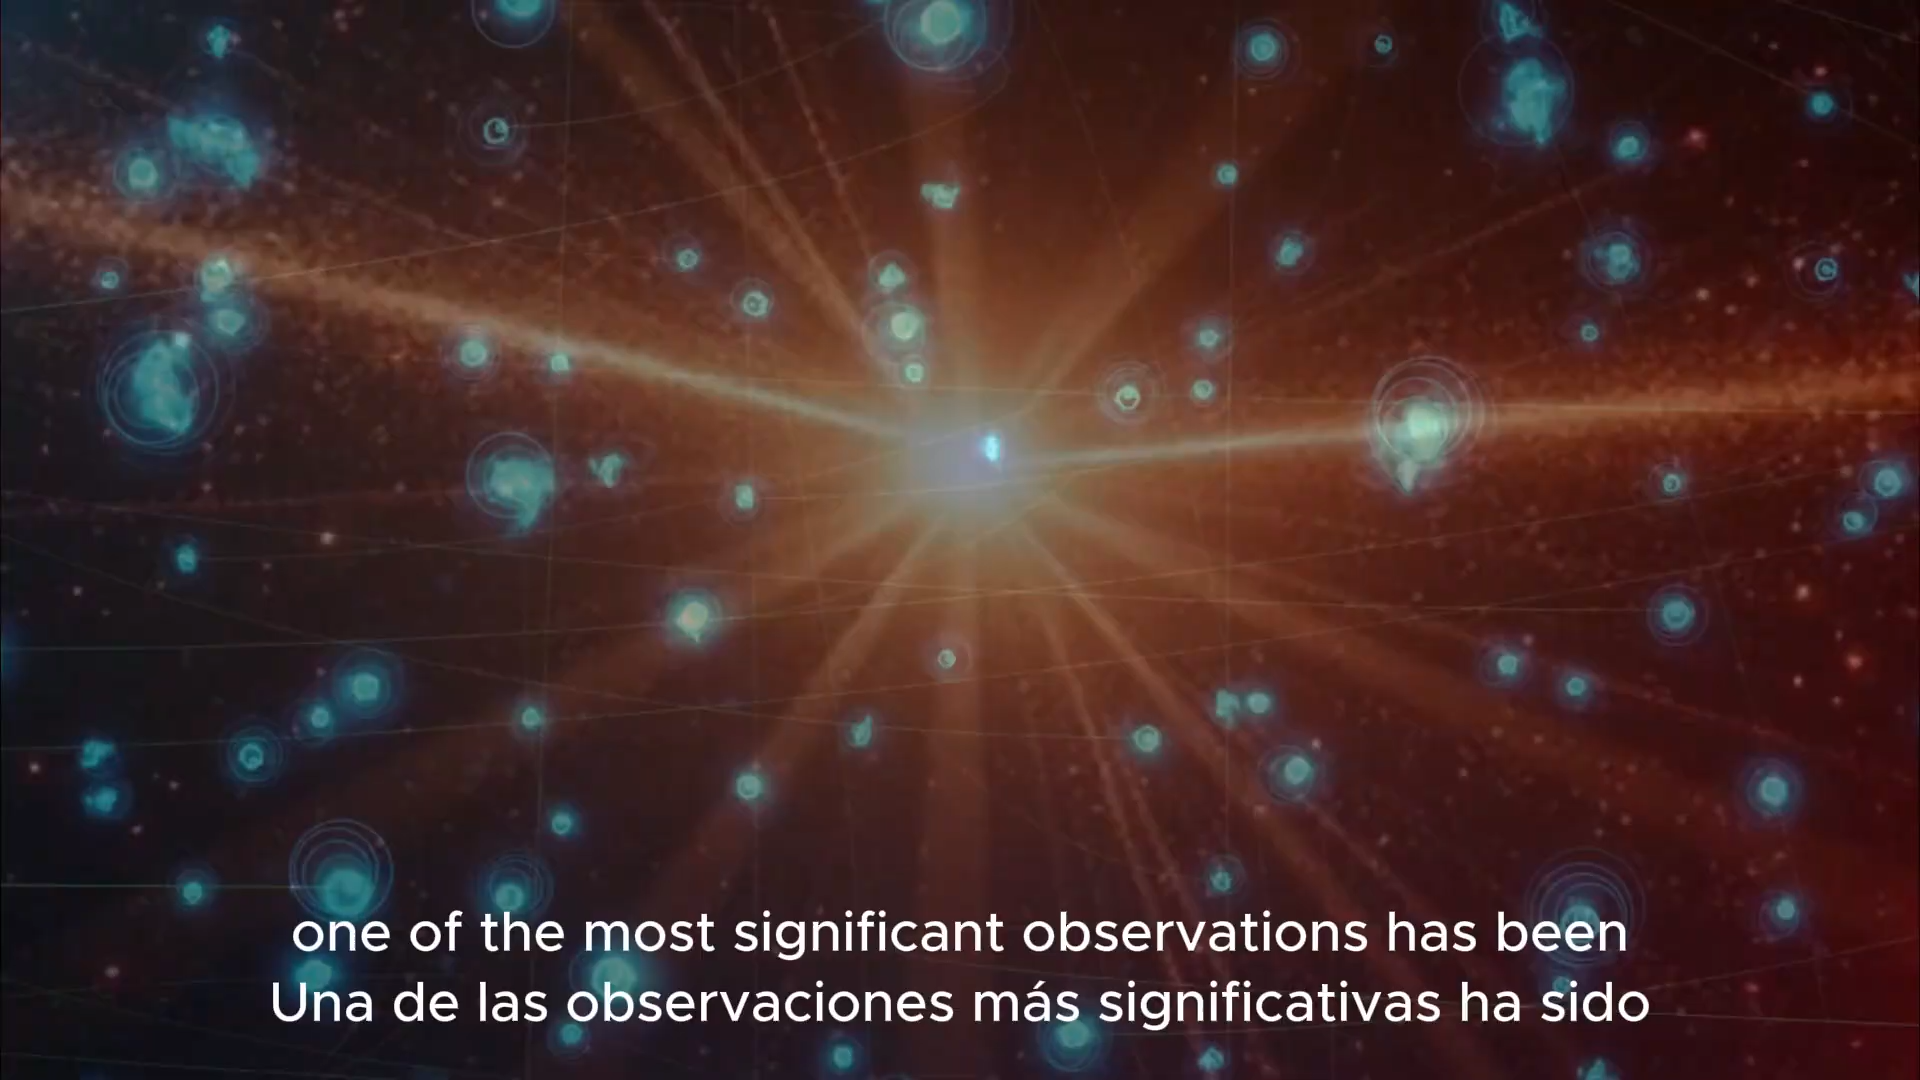 one of the most significant observations has been
Una de las observaciones más significativas ha sido